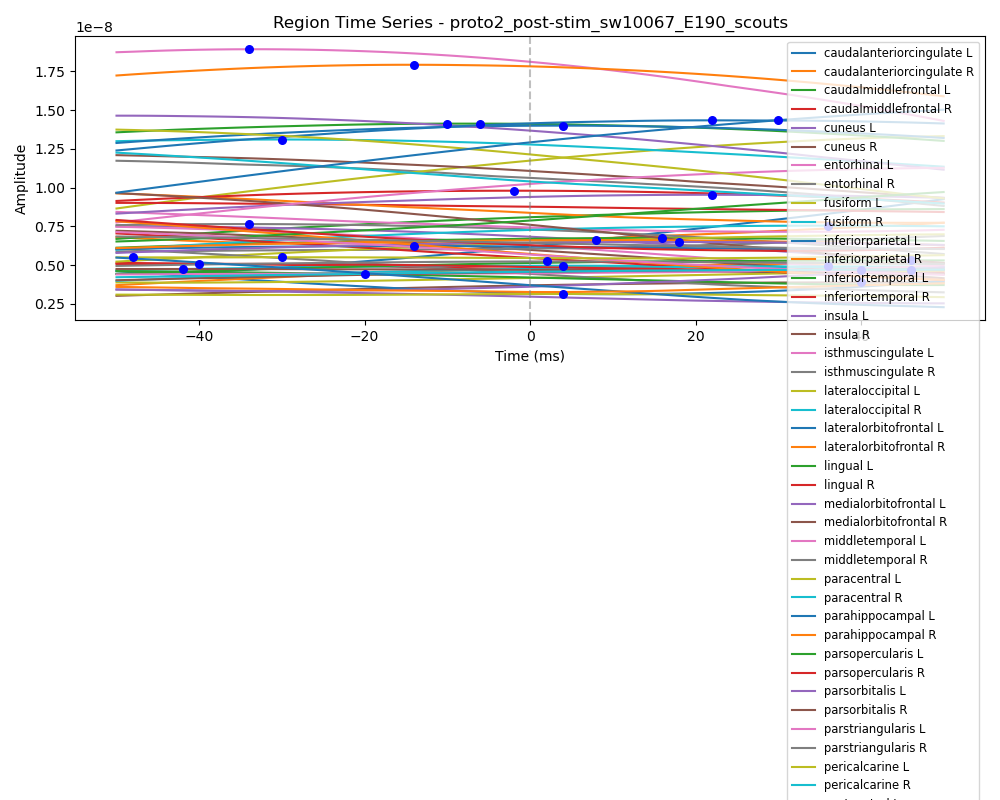 Region Time Series - proto2_post-stim_sw10067_E190_scouts
1e−8
1.75
1.50
1.25
1.00
0.75
0.50
0.25
Amplitude
−40
−20
0
20
Time (ms)
caudalanteriorcingulate L
caudalanteriorcingulate R
caudalmiddlefrontal L
caudalmiddlefrontal R
cuneus L
cuneus R
entorhinal L
entorhinal R
fusiform L
fusiform R
inferiorparietal L
inferiorparietal R
inferiortemporal L
inferiortemporal R
insula L
insula R
isthmuscingulate L
isthmuscingulate R
lateraloccipital L
lateraloccipital R
lateralorbitofrontal L
lateralorbitofrontal R
lingual L
lingual R
medialorbitofrontal L
medialorbitofrontal R
middletemporal L
middletemporal R
paracentral L
paracentral R
parahippocampal L
parahippocampal R
parsopercularis L
parsopercularis R
parsorbitalis L
parsorbitalis R
parstriangularis L
parstriangularis R
pericalcarine L
pericalcarine R